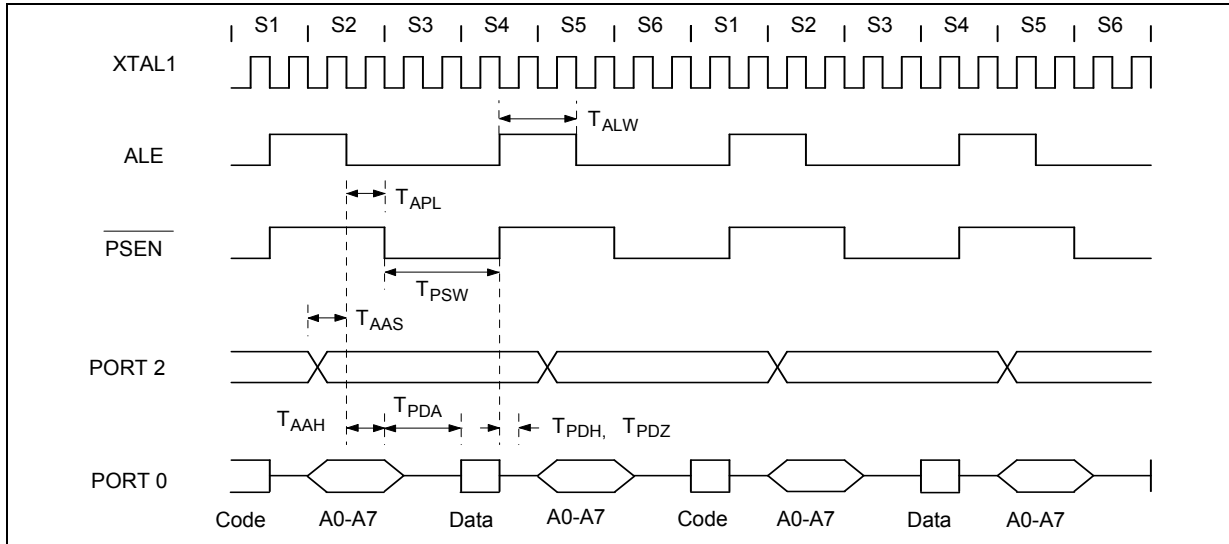 S1 S2 S3 S4 S5 S6 S1 S2 S3 S4 S5 S6
XTAL1
TALW
ALE
TAPL
PSEN
TPSW
TAAS
PORT 2
TAAH TPDA TPDH, TPDZ
PORT 0
Code A0-A7 Data A0-A7 Code A0-A7 Data A0-A7